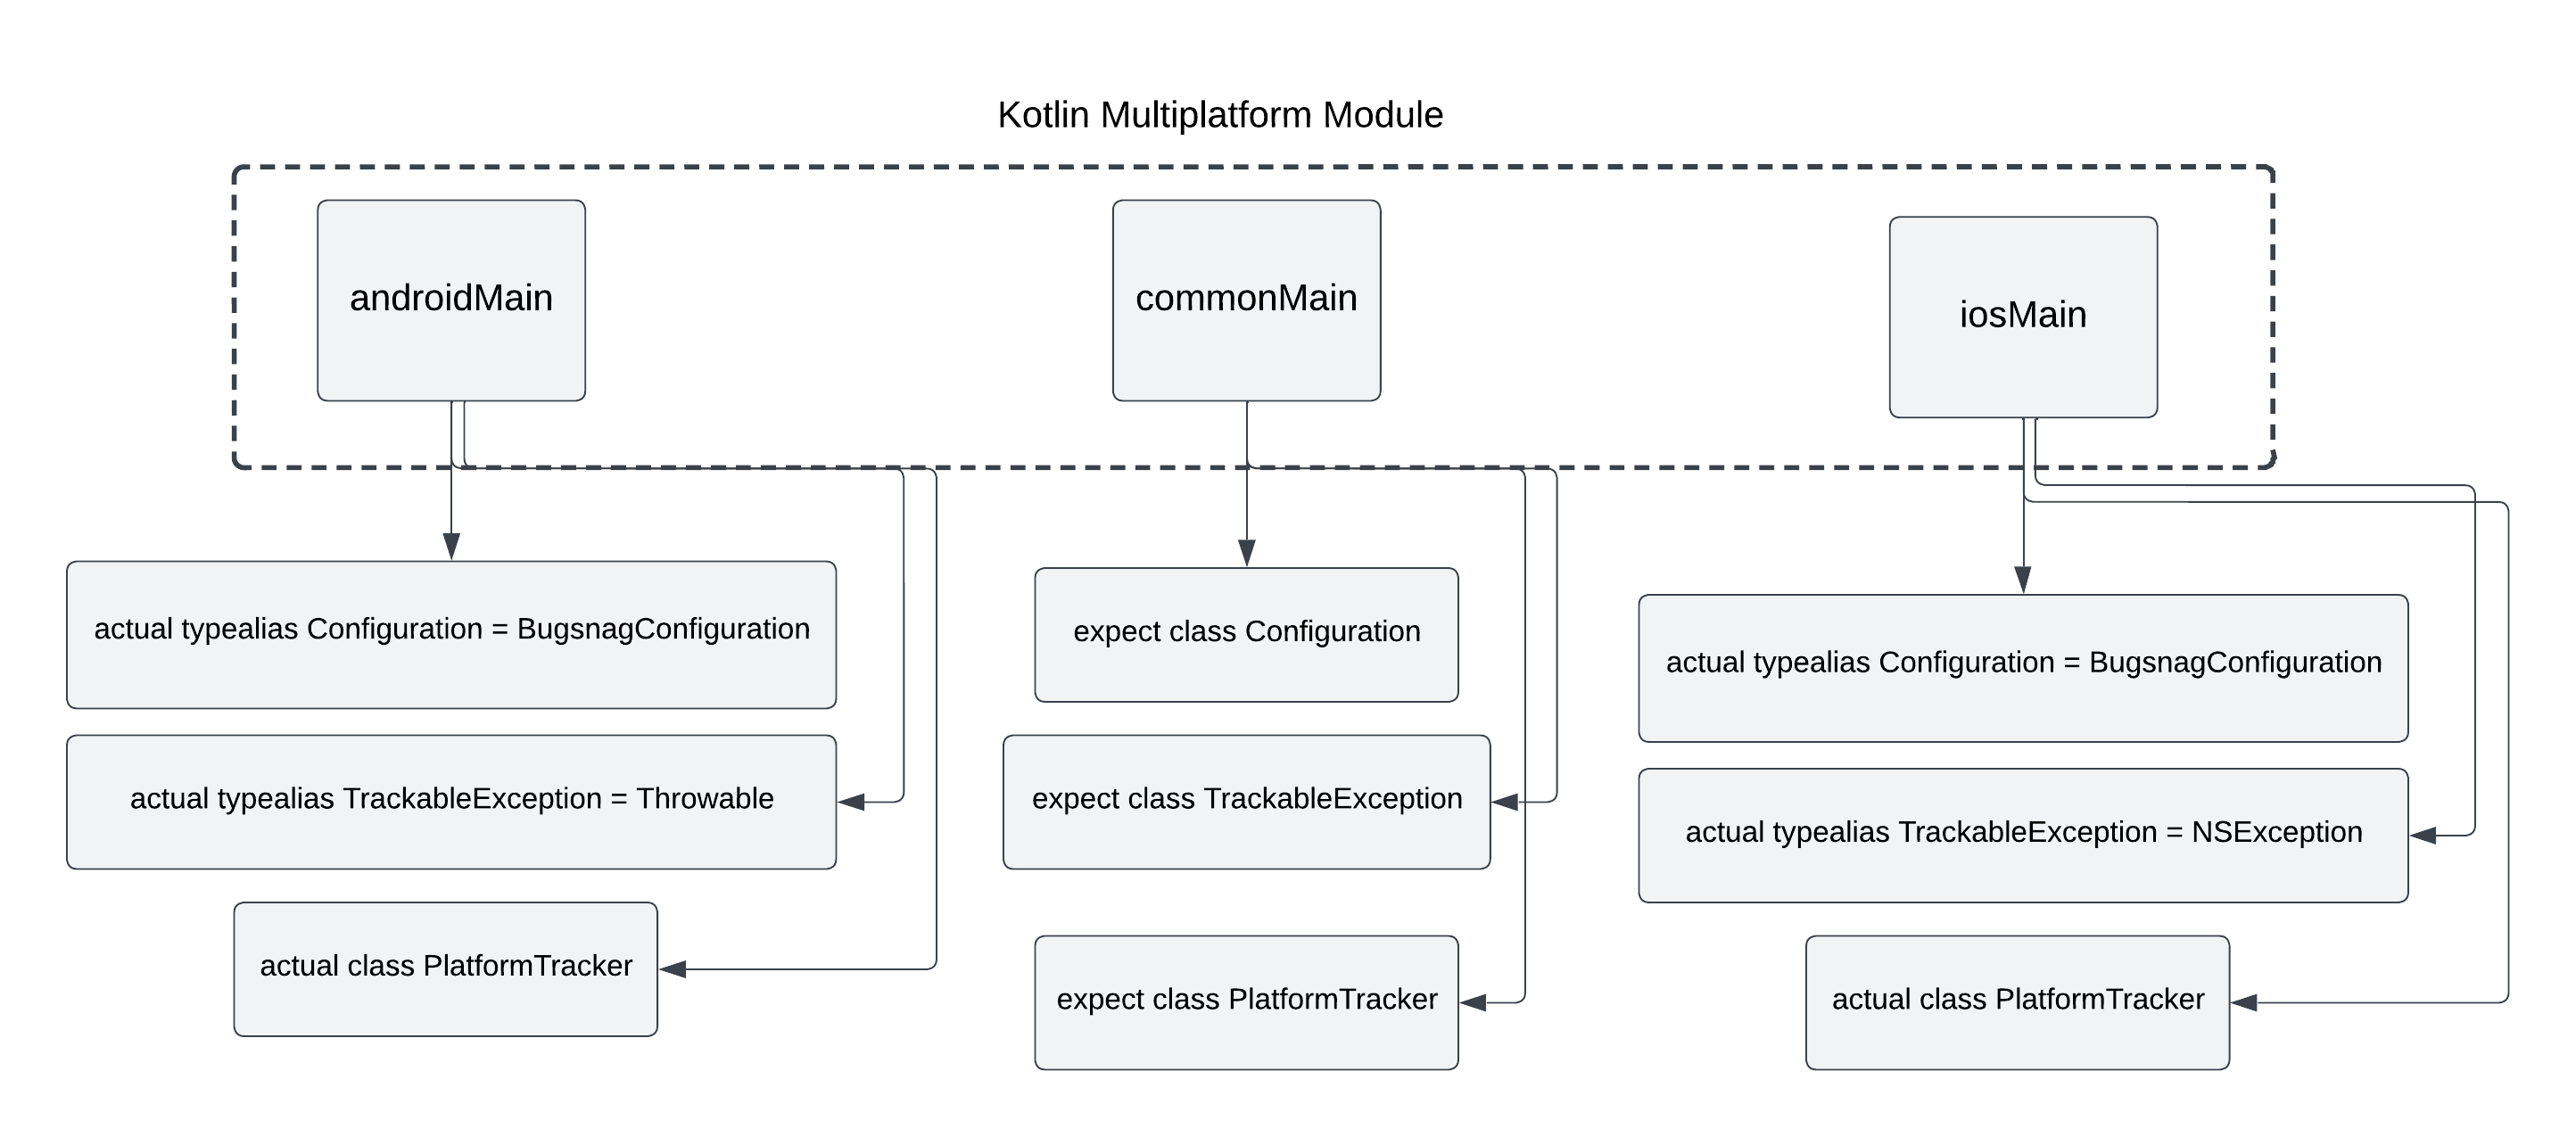 Kotlin Multiplatform Module
androidMain
commonMain
iosMain
actual typealias Configuration = BugsnagConfiguration
actual typealias TrackableException = Throwable
actual class PlatformTracker
expect class Configuration
expect class TrackableException
expect class PlatformTracker
actual typealias Configuration = BugsnagConfiguration
actual typealias TrackableException = NSException
actual class PlatformTracker